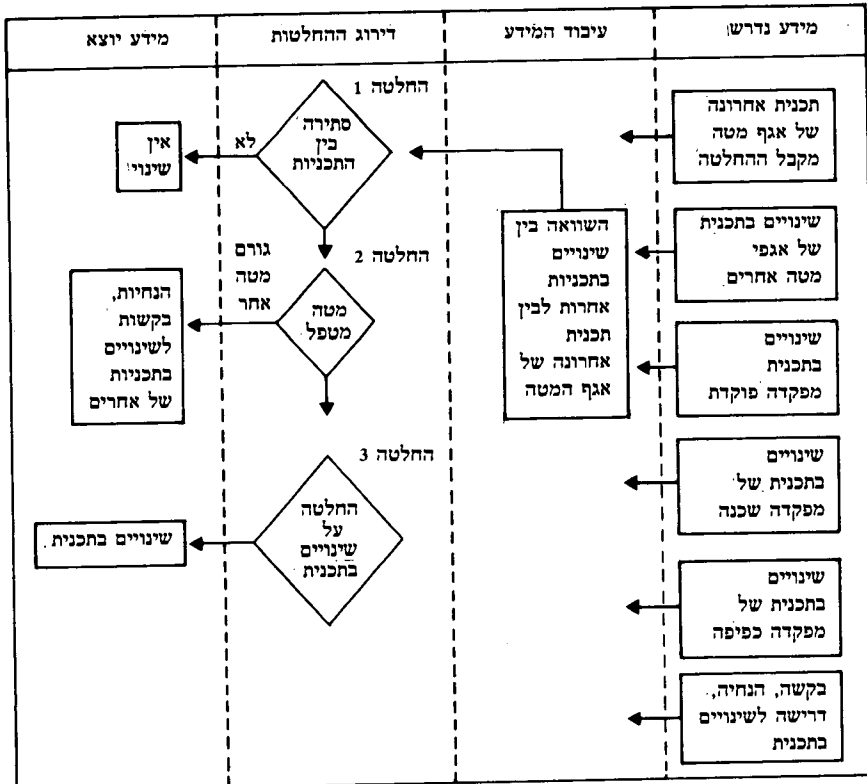 מידע נדרש
עיבוד המידע
דירוג ההחלטות
מידע יוצא
תכנית אחרונה
של אגף מטה
מקבל ההחלטה
שינויים בתכנית
של אגפי
מטה אחרים
שינויים
בתכנית
מפקדה פוקדת
שינויים
בתכנית של
מפקדה שכנה
שינויים
בתכנית של
מפקדה כפיפה
בקשה, הנחיה,
דרישה לשינויים
בתכנית
השוואה בין
שינויים
בתכניות
אחרות לבין
תכנית
אחרונה של
אגף המטה
החלטה 1
סתירה
בין
התכניות
לא
אין
שינוי
החלטה 2
מטה
מטפל
גורם
מטה
אחר
הנחיות,
בקשות
לשינויים
בתכניות
של אחרים
החלטה 3
החלטה
על
שינויים
בתכנית
שינויים בתכנית